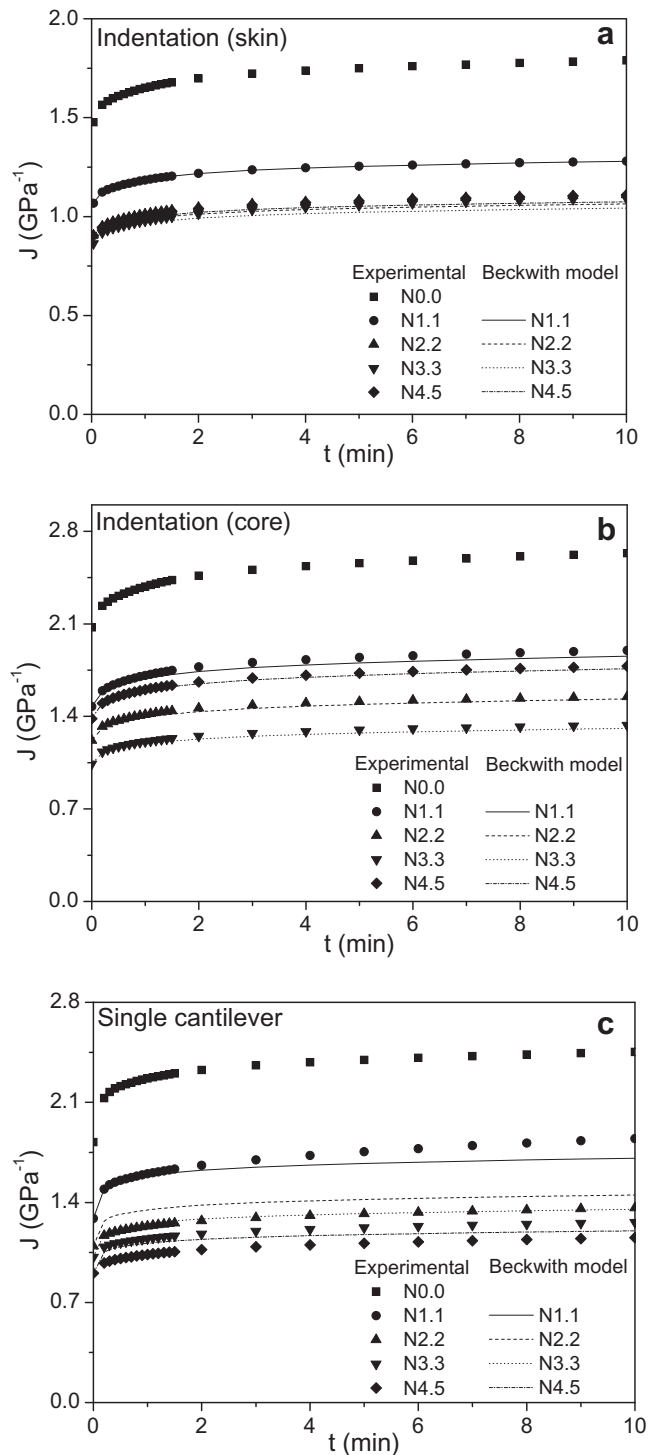 Indentation (skin)
a
2.0
1.5
1.0
0.5
0.0
J (GPa⁻¹)
Experimental Beckwith model
N0.0
N1.1 N1.1
N2.2 N2.2
N3.3 N3.3
N4.5 N4.5
0 2 4 6 8 10
t (min)
Indentation (core)
b
2.8
2.1
1.4
0.7
0.0
J (GPa⁻¹)
Experimental Beckwith model
N0.0
N1.1 N1.1
N2.2 N2.2
N3.3 N3.3
N4.5 N4.5
0 2 4 6 8 10
t (min)
Single cantilever
c
2.8
2.1
1.4
0.7
0.0
J (GPa⁻¹)
Experimental Beckwith model
N0.0
N1.1 N1.1
N2.2 N2.2
N3.3 N3.3
N4.5 N4.5
0 2 4 6 8 10
t (min)